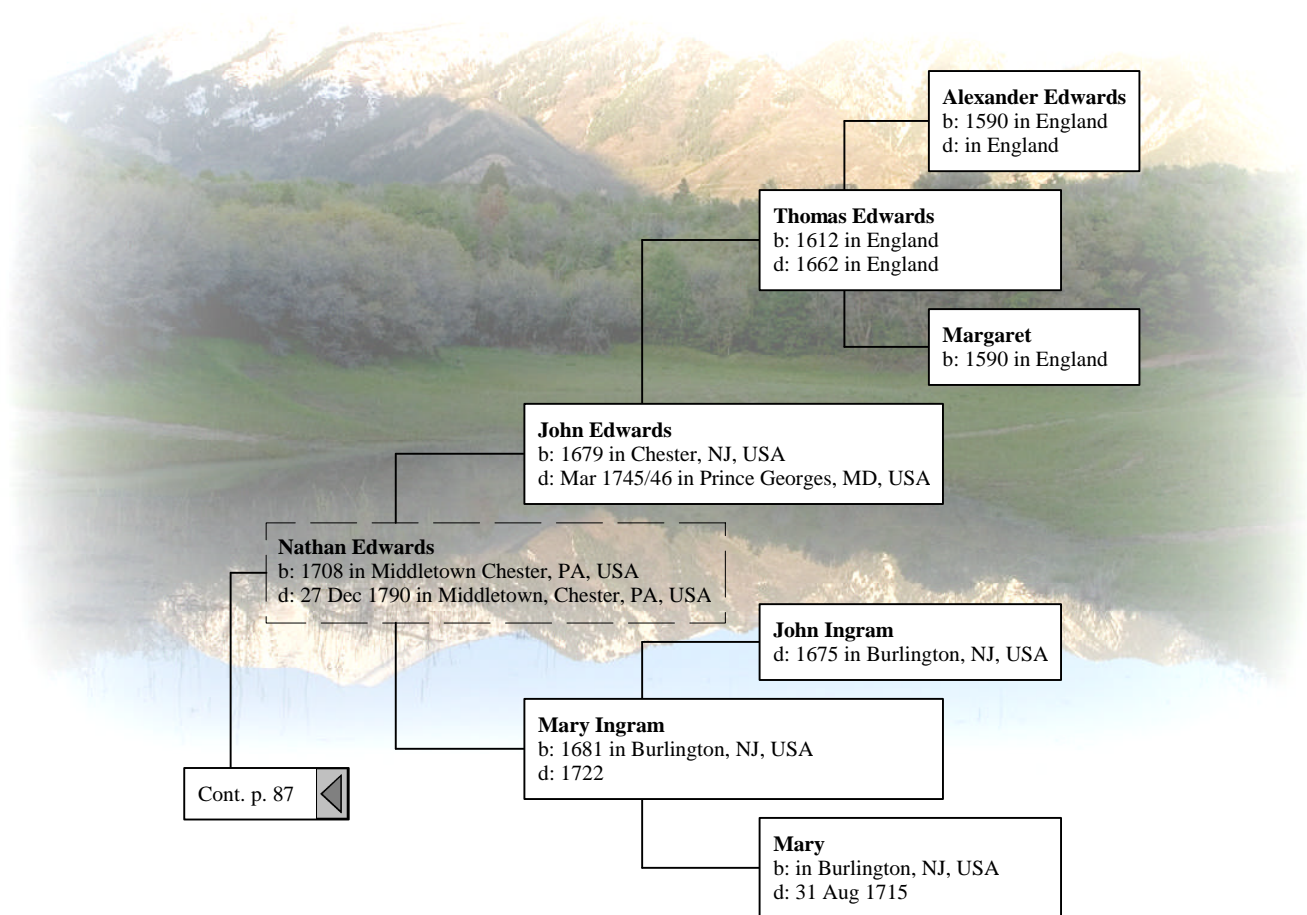 Alexander Edwards
b: 1590 in England
d: in England
Thomas Edwards
b: 1612 in England
d: 1662 in England
Margaret
b: 1590 in England
John Edwards
b: 1679 in Chester, NJ, USA
d: Mar 1745/46 in Prince Georges, MD, USA
Nathan Edwards
b: 1708 in Middletown Chester, PA, USA
d: 27 Dec 1790 in Middletown, Chester, PA, USA
John Ingram
d: 1675 in Burlington, NJ, USA
Mary Ingram
b: 1681 in Burlington, NJ, USA
d: 1722
Cont. p. 87
Mary
b: in Burlington, NJ, USA
d: 31 Aug 1715